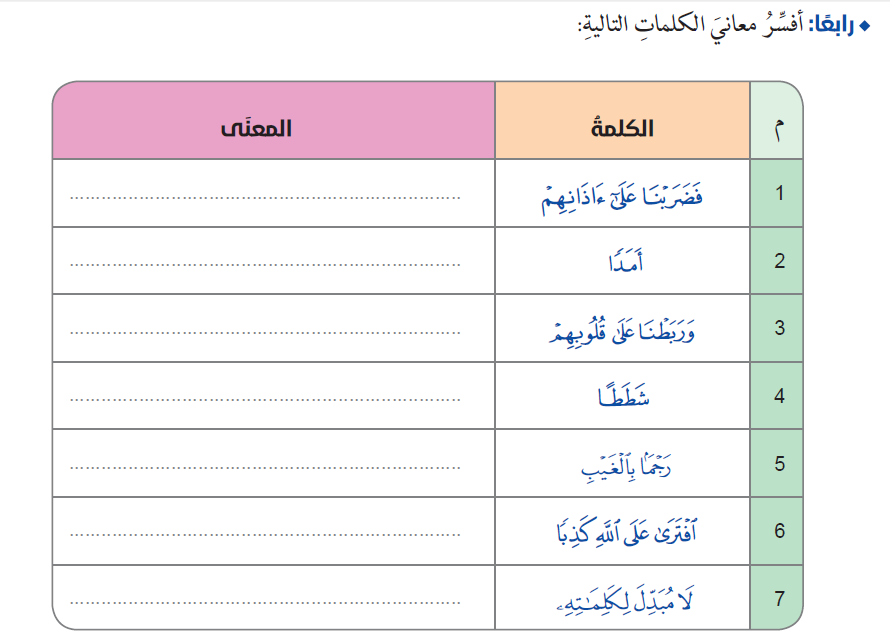 ◆ رابعًا: أفسِّرُ معانيَ الكلماتِ التاليةِ:
م الكلمةُ المعنَى
1 فَضَرَبۡنَا عَلَىٰٓ ءَاذَانِهِمۡ ................................................................
2 أَمَدٗا ................................................................
3 وَرَبَطۡنَا عَلَىٰ قُلُوبِهِمۡ ................................................................
4 شَطَطًا ................................................................
5 رَجۡمَۢا بِٱلۡغَيۡبِ ................................................................
6 ٱفۡتَرَىٰ عَلَى ٱللَّهِ كَذِبٗا ................................................................
7 لَا مُبَدِّلَ لِكَلِمَٰتِهِۦ ................................................................